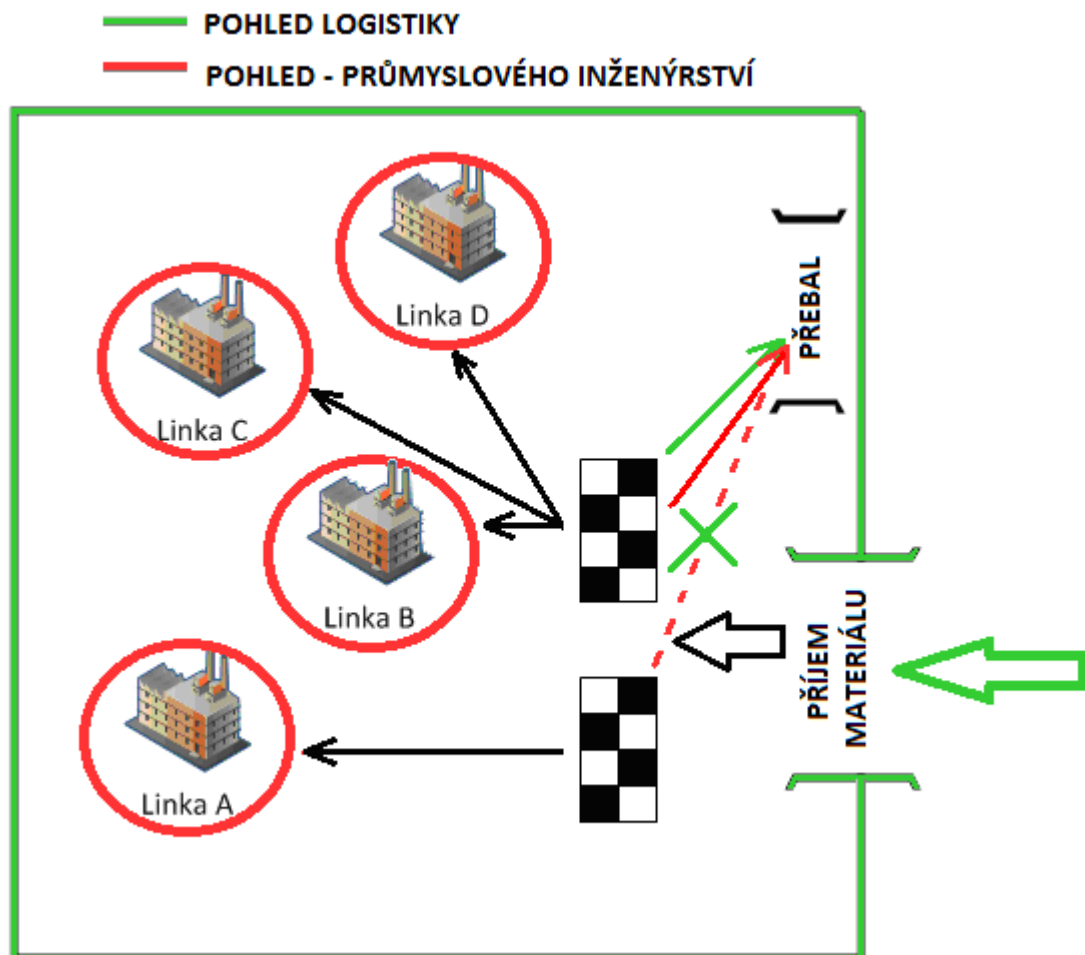 POHLED LOGISTIKY
POHLED - PRŮMYSLOVÉHO INŽENÝRSTVÍ
Linka D
PŘEBAL
Linka C
Linka B
PŘÍJEM
MATERIÁLU
Linka A